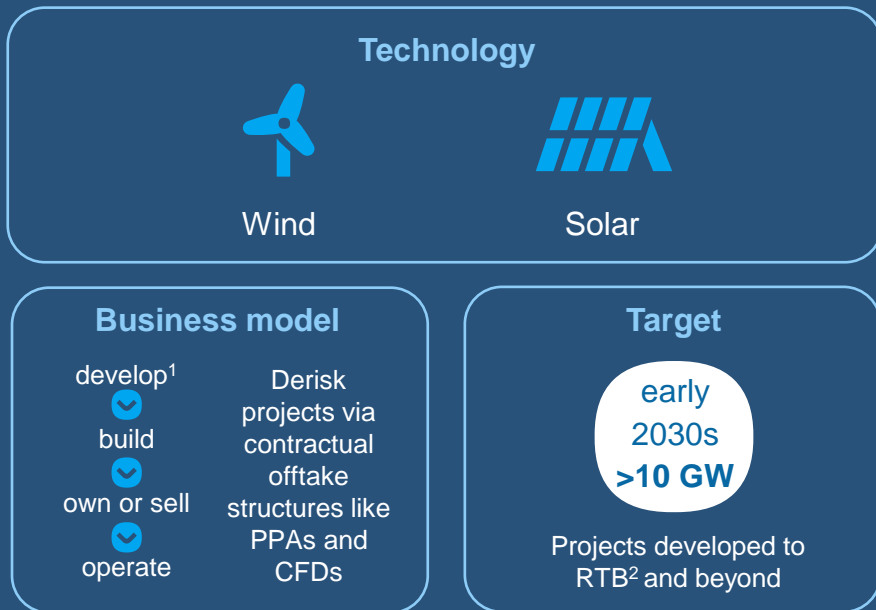 Technology
Wind
Solar
Business model
develop¹
build
own or sell
operate
Derisk
projects via
contractual
offtake
structures like
PPAs and
CFDs
Target
early
2030s
>10 GW
Projects developed to
RTB² and beyond